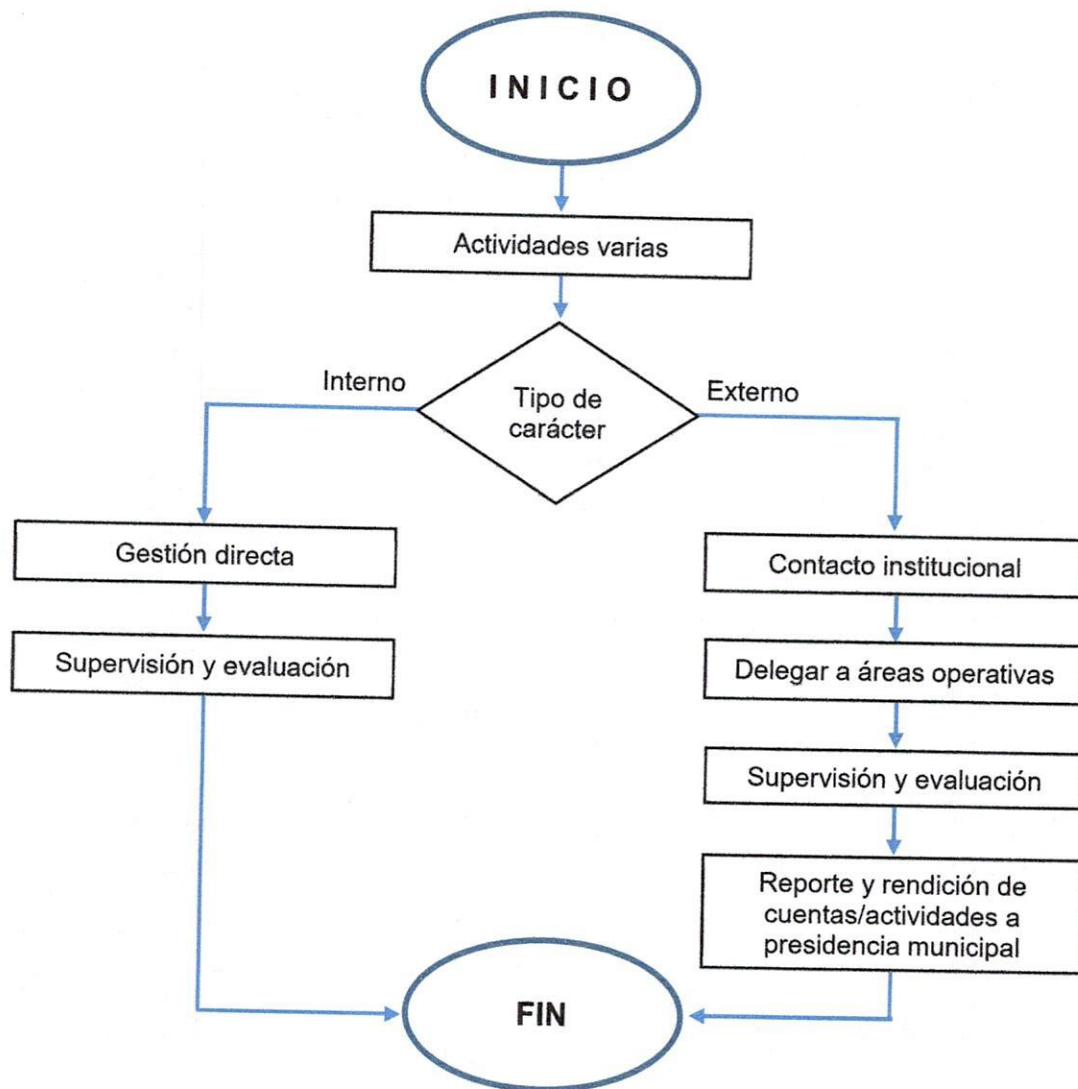 INICIO
Actividades varias
Tipo de
carácter
Interno
Externo
Gestión directa
Supervisión y evaluación
Contacto institucional
Delegar a áreas operativas
Supervisión y evaluación
Reporte y rendición de
cuentas/actividades a
presidencia municipal
FIN